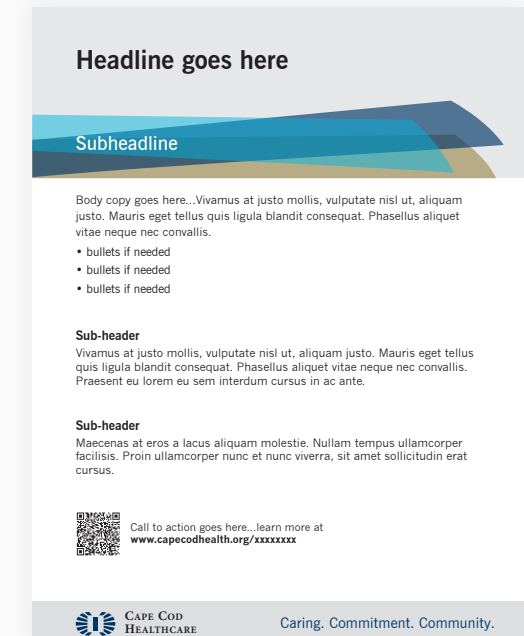 Headline goes here
Subheadline
Body copy goes here...Vivamus at justo mollis, vulputate nisl ut, aliquam
justo. Mauris eget tellus quis ligula blandit consequat. Phasellus aliquet
vitae neque nec convallis.
• bullets if needed
• bullets if needed
• bullets if needed
Sub-header
Vivamus at justo mollis, vulputate nisl ut, aliquam justo. Mauris eget tellus
quis ligula blandit consequat. Phasellus aliquet vitae neque nec convallis.
Praesent eu lorem eu sem interdum cursus in ac ante.
Sub-header
Maecenas at eros a lacus aliquam molestie. Nullam tempus ullamcorper
facilisis. Proin ullamcorper nunc et nunc viverra, sit amet sollicitudin erat
cursus.
Call to action goes here...learn more at
www.capecodhealth.org/xxxxxxxx
Cape Cod
Healthcare
Caring. Commitment. Community.